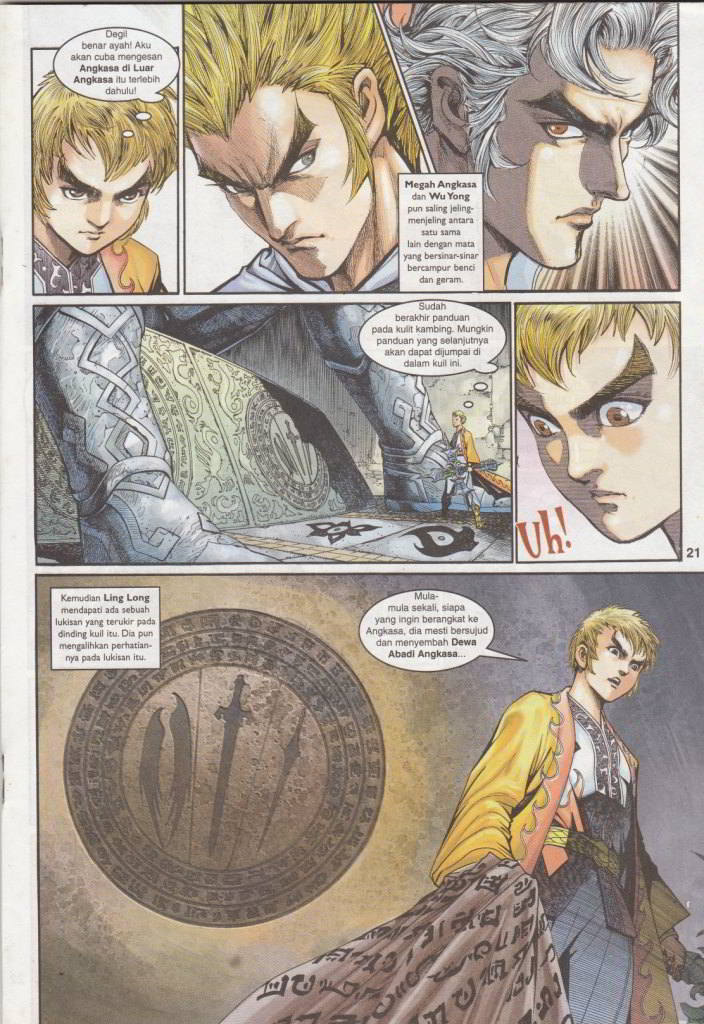 Degil
benar ayah! Aku
akan cuba mengesan
Angkasa di Luar
Angkasa itu terlebih
dahulu!
Megah Angkasa
dan Wu Yong
pun saling jeling-
menjeling antara
satu sama
lain dengan mata
yang bersinar-sinar
bercampur benci
dan geram.
Sudah
berakhir panduan
pada kulit kambing. Mungkin
panduan yang selanjutnya
akan dapat dijumpai di
dalam kuil ini.
Uh!
21
Kemudian Ling Long
mendapati ada sebuah
lukisan yang terukir pada
dinding kuil itu. Dia pun
mengalihkan perhatian-
nya pada lukisan itu.
Mula-
mula sekali, siapa
yang ingin berangkat ke
Angkasa, dia mesti bersujud
dan menyembah Dewa
Abadi Angkasa...